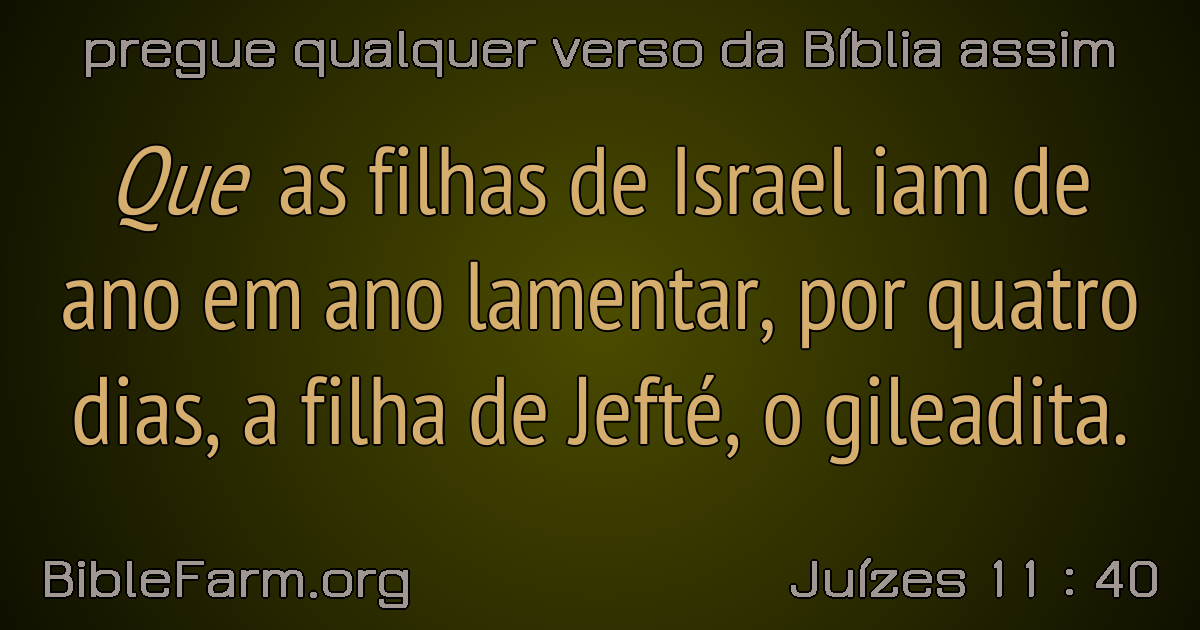 pregue qualquer verso da Bíblia assim
Que as filhas de Israel iam de
ano em ano lamentar, por quatro
dias, a filha de Jefté, o gileadita.
BibleFarm.org
Juízes 11 : 40